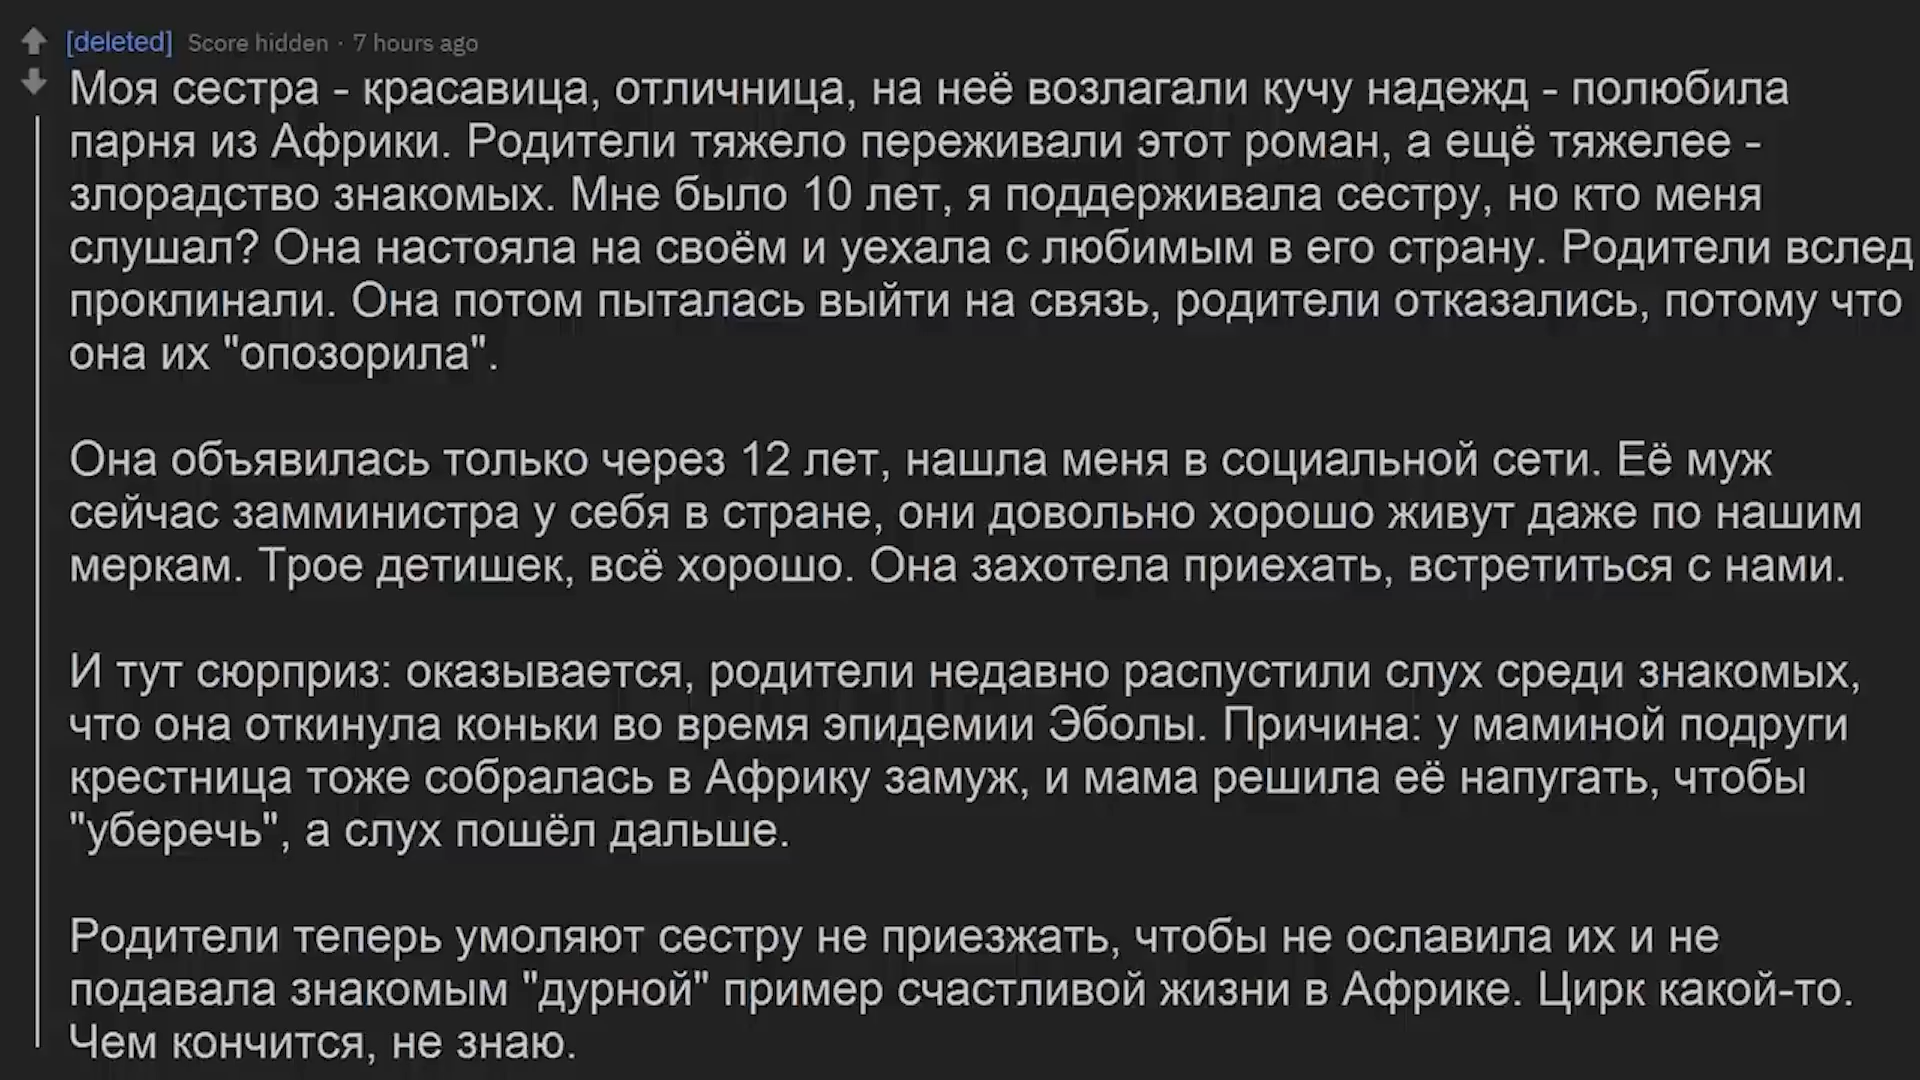 [deleted] Score hidden · 7 hours ago
Моя сестра - красавица, отличница, на неё возлагали кучу надежд - полюбила
парня из Африки. Родители тяжело переживали этот роман, а ещё тяжелее -
злорадство знакомых. Мне было 10 лет, я поддерживала сестру, но кто меня
слушал? Она настояла на своём и уехала с любимым в его страну. Родители вслед
проклинали. Она потом пыталась выйти на связь, родители отказались, потому что
она их "опозорила".
Она объявилась только через 12 лет, нашла меня в социальной сети. Её муж
сейчас замминистра у себя в стране, они довольно хорошо живут даже по нашим
меркам. Трое детишек, всё хорошо. Она захотела приехать, встретиться с нами.
И тут сюрприз: оказывается, родители недавно распустили слух среди знакомых,
что она откинула коньки во время эпидемии Эболы. Причина: у маминой подруги
крестница тоже собралась в Африку замуж, и мама решила её напугать, чтобы
"уберечь", а слух пошёл дальше.
Родители теперь умоляют сестру не приезжать, чтобы не ославила их и не
подавала знакомым "дурной" пример счастливой жизни в Африке. Цирк какой-то.
Чем кончится, не знаю.